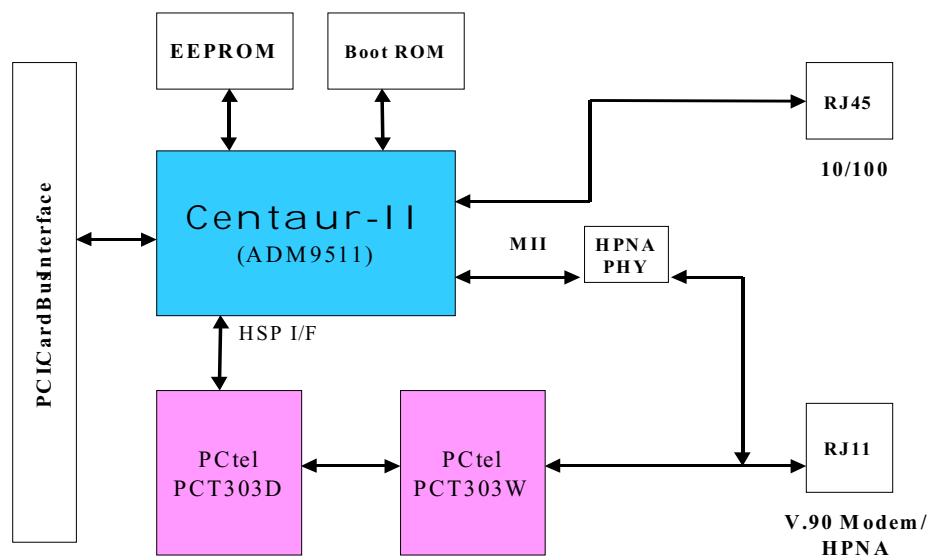 EEPROM
Boot ROM
RJ45
10/100
PCICardBusInterface
Centaur-II
(ADM9511)
MII
HPNA
PHY
HSP I/F
PCtel
PCT303D
PCtel
PCT303W
RJ11
V.90 Modem/
HPNA